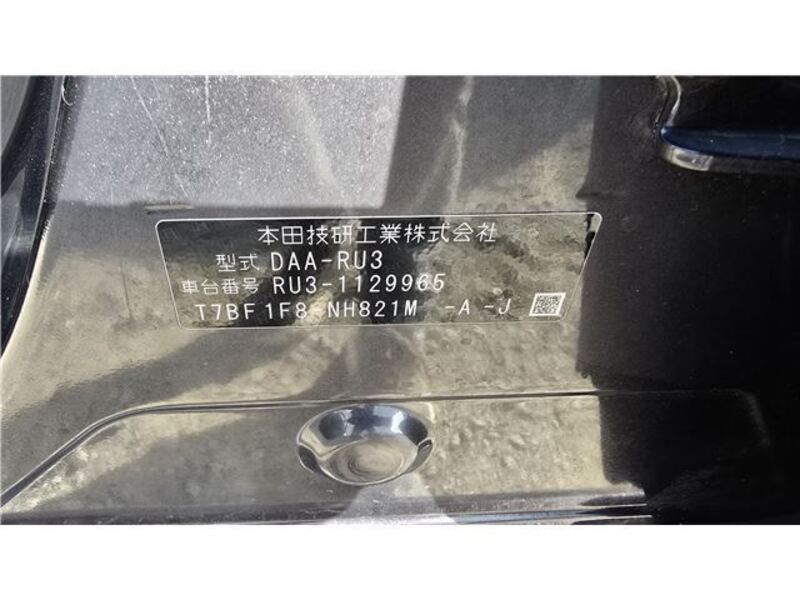 本田技研工業株式会社
型式 DAA-RU3
車台番号 RU3-1129965
T7BF1F8 NH821M -A -J